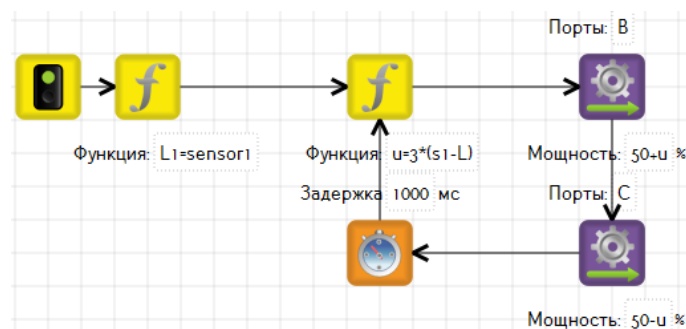 Порты: B
Функция: L1=sensor1
Функция: u=3*(s1-L)
Мощность: 50+u %
Задержка 1000 мс
Порты: C
Мощность: 50-u %